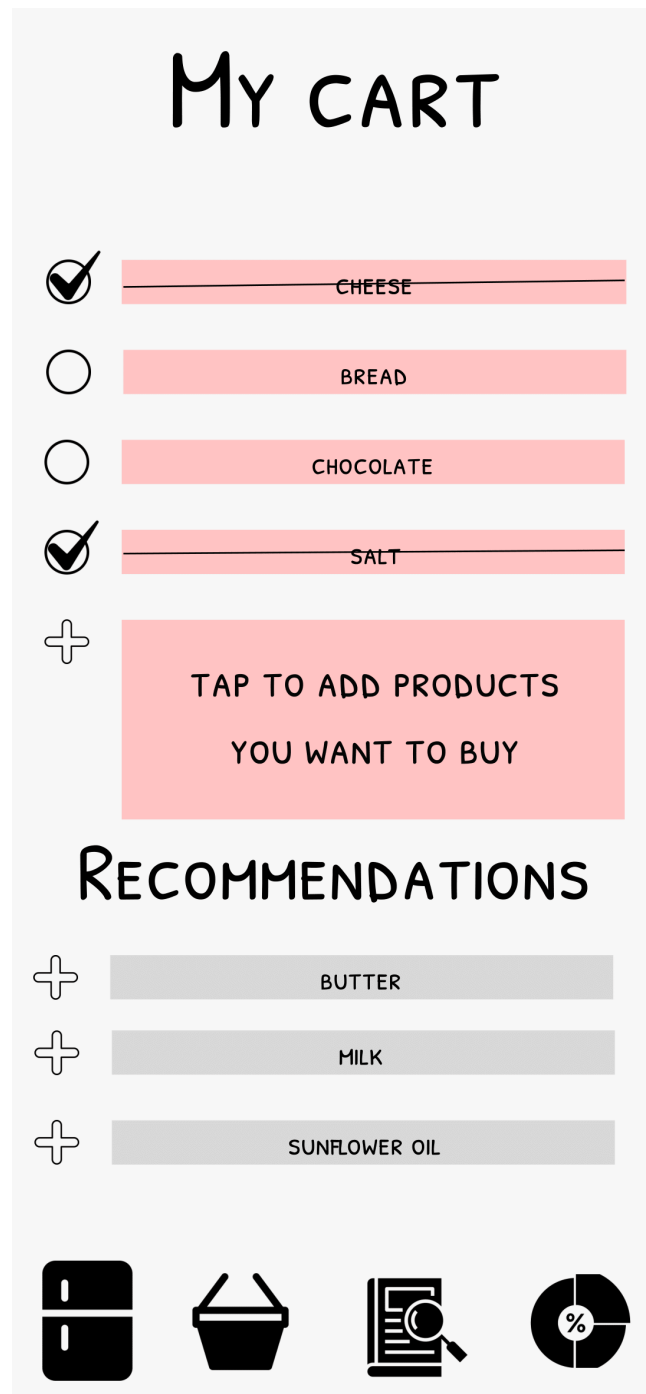 My cart
CHEESE
BREAD
CHOCOLATE
SALT
TAP TO ADD PRODUCTS
YOU WANT TO BUY
Recommendations
BUTTER
MILK
SUNFLOWER OIL
%